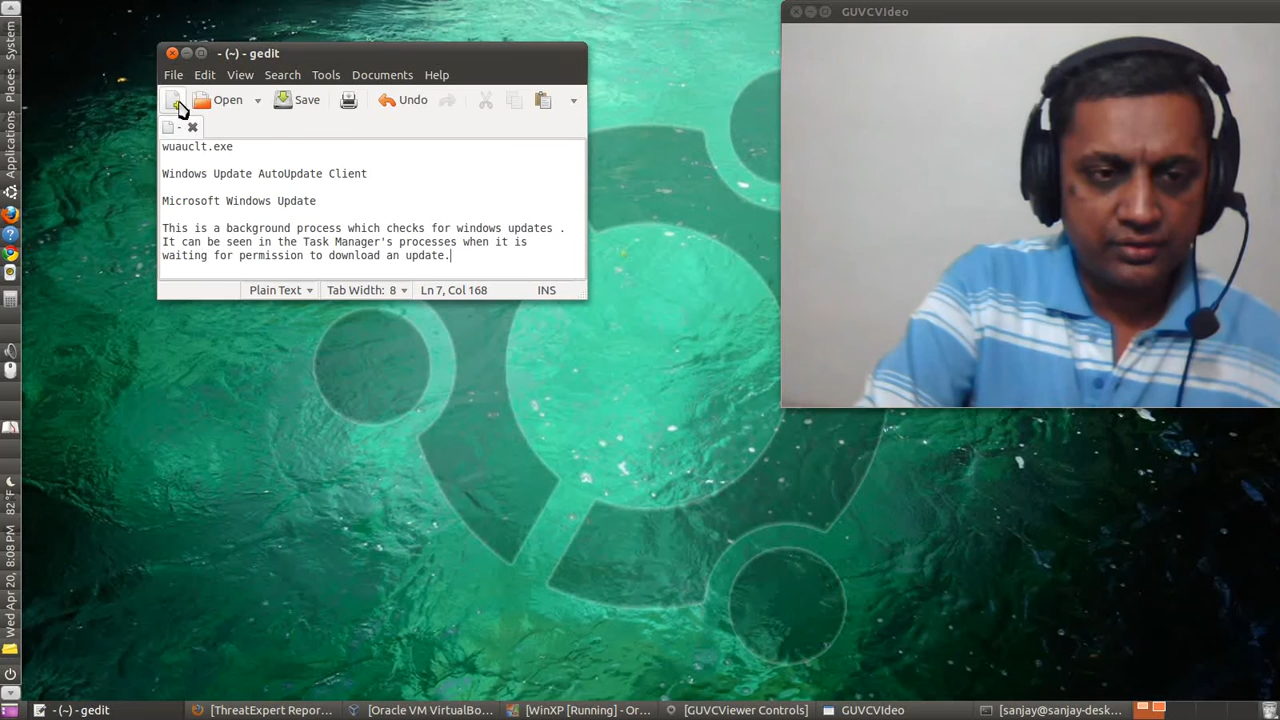 - (~) - gedit
File Edit View Search Tools Documents Help
Open Save Undo
-
wuauclt.exe
Windows Update AutoUpdate Client
Microsoft Windows Update
This is a background process which checks for windows updates .
It can be seen in the Task Manager's processes when it is
waiting for permission to download an update.
Plain Text Tab Width: 8 Ln 7, Col 168 INS
GUVCVIdeo
Applications Places System
82 °F
Wed Apr 20, 8:08 PM
- (~) - gedit
[ThreatExpert Repor...
[Oracle VM VirtualBo...
[WinXP [Running] - Or...
[GUVCViewer Controls]
GUVCVIdeo
[sanjay@sanjay-desk...